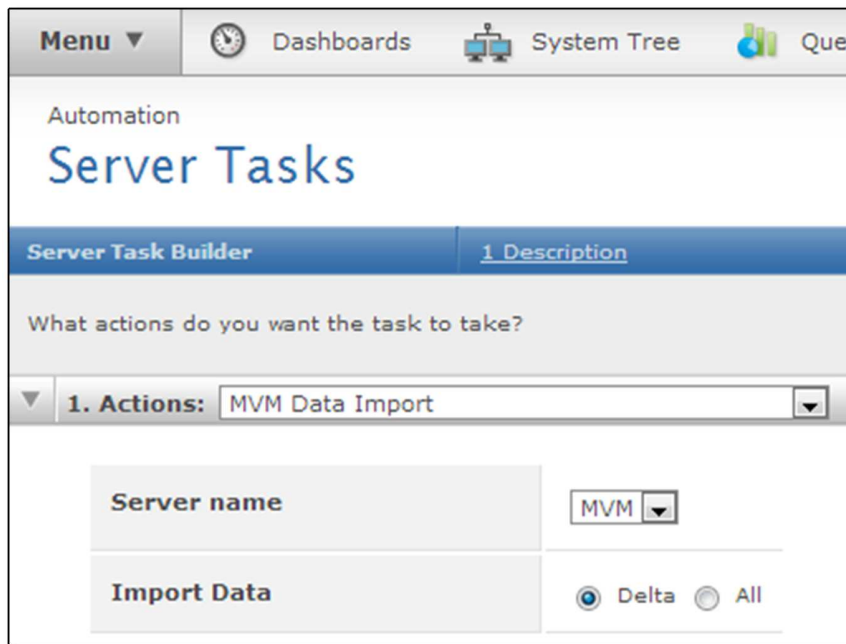 Menu ▼ Dashboards System Tree Que
Automation
Server Tasks
Server Task Builder 1 Description
What actions do you want the task to take?
1. Actions: MVM Data Import
Server name MVM
Import Data Delta All